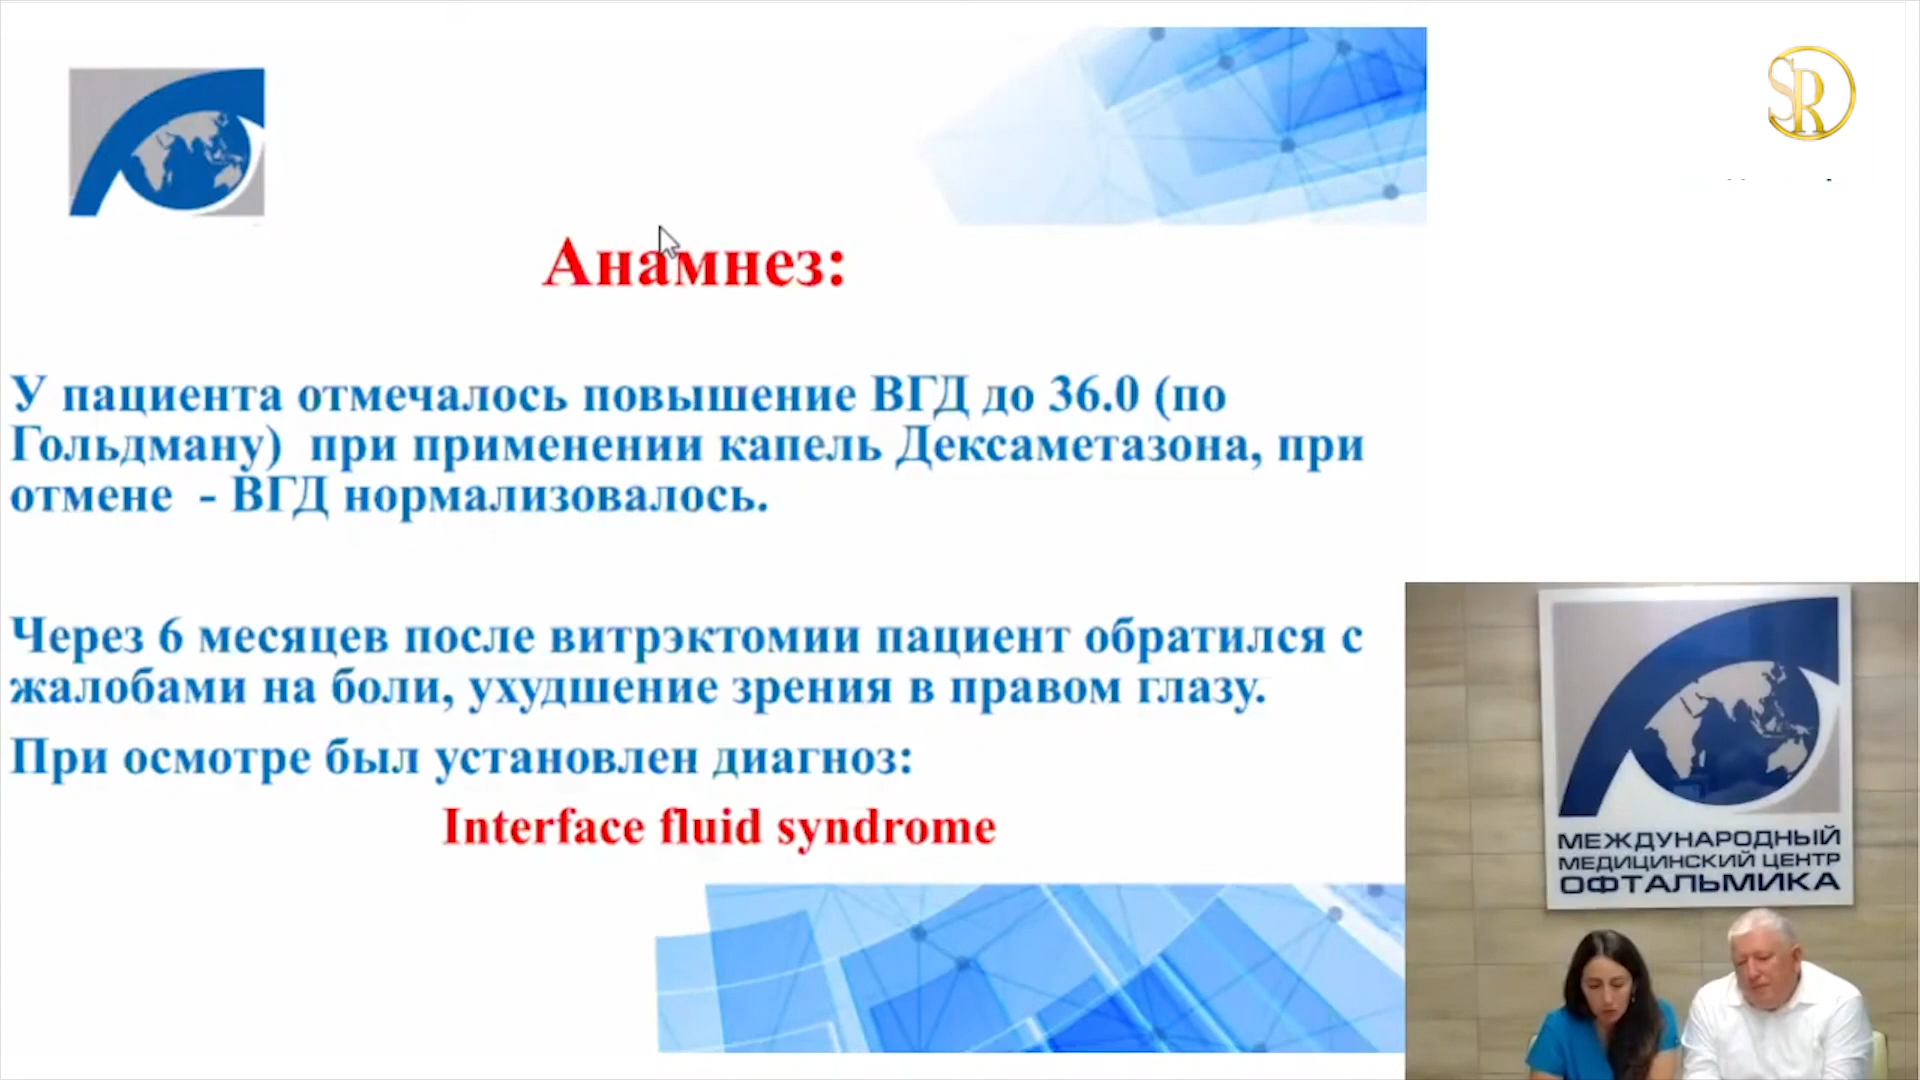 SR
Анамнез:
У пациента отмечалось повышение ВГД до 36.0 (по
Гольдману)  при применении капель Дексаметазона, при
отмене  - ВГД нормализовалось.
Через 6 месяцев после витрэктомии пациент обратился с
жалобами на боли, ухудшение зрения в правом глазу.
При осмотре был установлен диагноз:
Interface fluid syndrome
МЕЖДУНАРОДНЫЙ
МЕДИЦИНСКИЙ ЦЕНТР
ОФТАЛЬМИКА